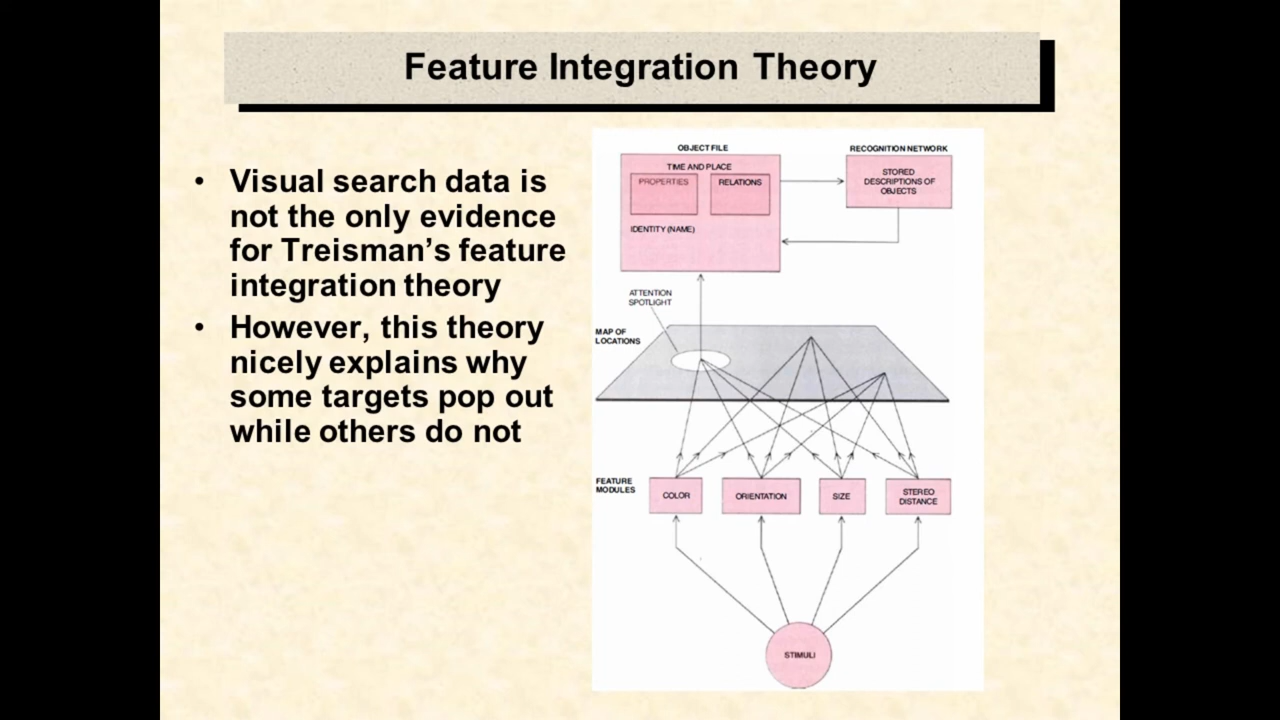 Feature Integration Theory
• Visual search data is
not the only evidence
for Treisman's feature
integration theory
• However, this theory
nicely explains why
some targets pop out
while others do not
OBJECT FILE
TIME AND PLACE
PROPERTIES
RELATIONS
IDENTITY (NAME)
RECOGNITION NETWORK
STORED
DESCRIPTIONS OF
OBJECTS
ATTENTION
SPOTLIGHT
MAP OF
LOCATIONS
FEATURE
MODULES
COLOR
ORIENTATION
SIZE
STEREO
DISTANCE
STIMULI